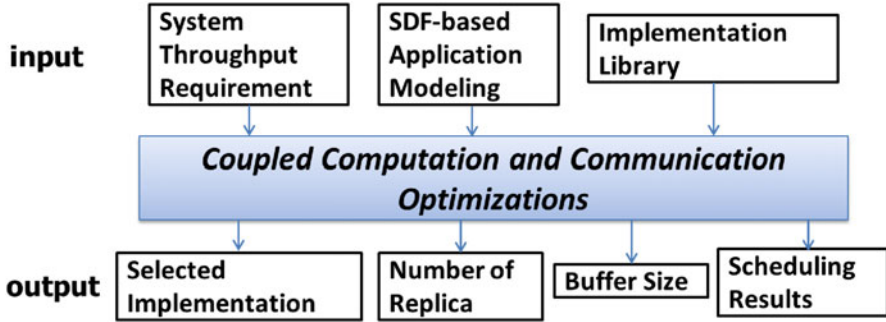 input
System
Throughput
Requirement
SDF-based
Application
Modeling
Implementation
Library
Coupled Computation and Communication
Optimizations
output
Selected
Implementation
Number of
Replica
Buffer Size
Scheduling
Results